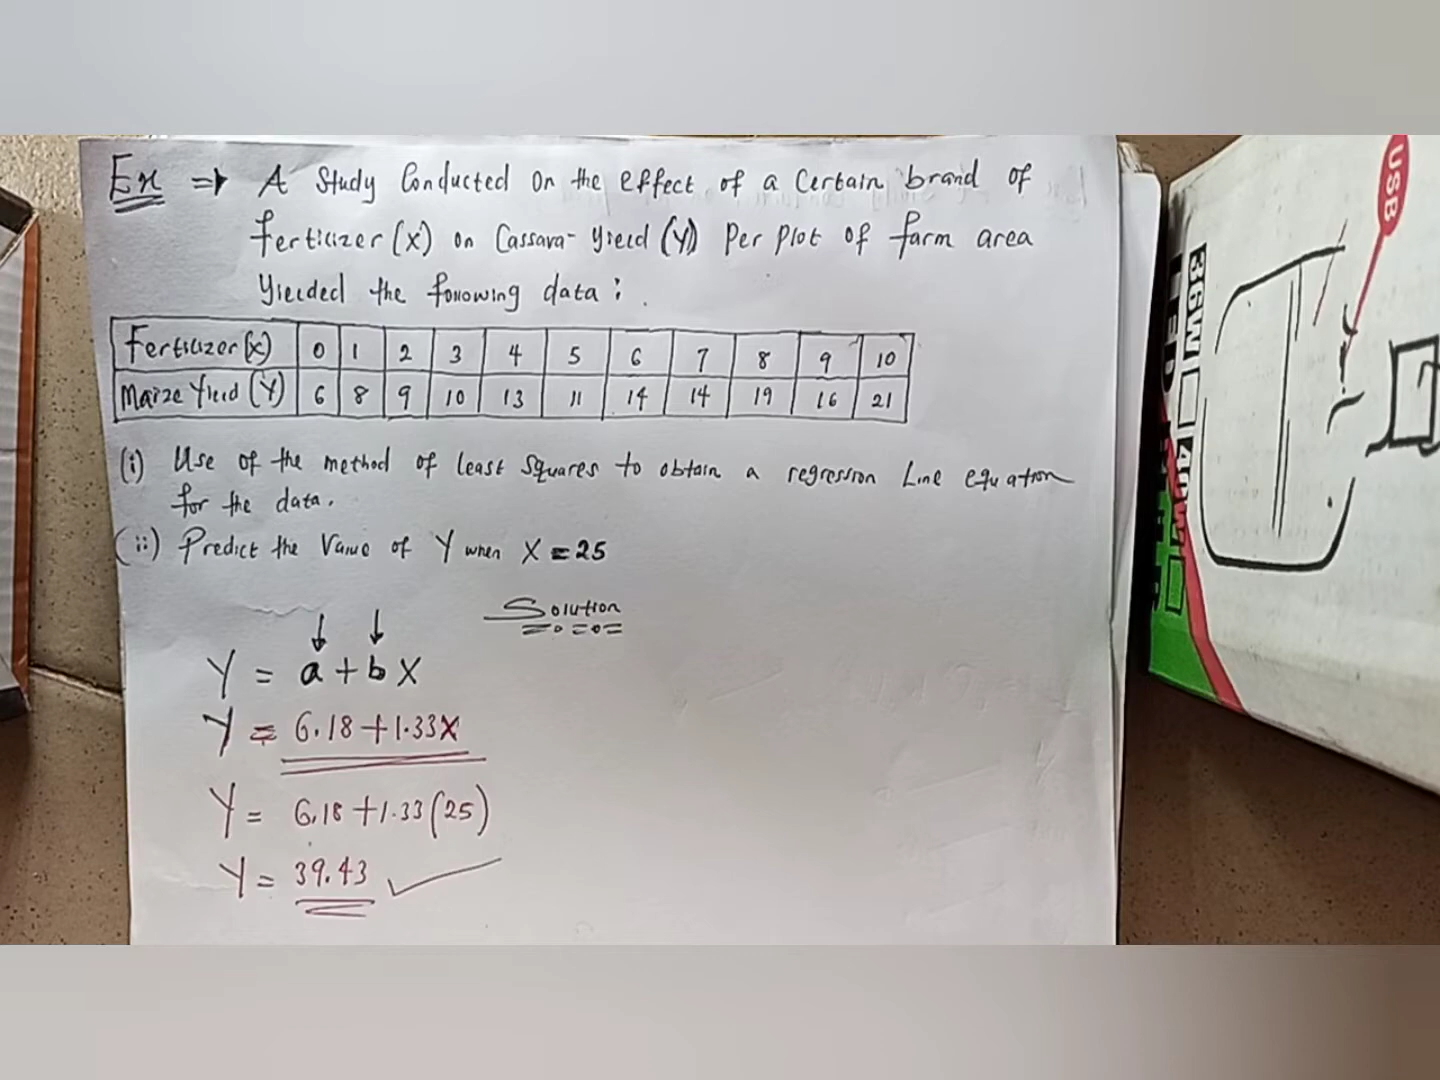 Ex ⇒ A Study Conducted on the effect of a Certain brand of
fertilizer (X) on Cassava-yield (Y) Per Plot of farm area
Yielded the following data:
Fertilizer (X) 0 1 2 3 4 5 6 7 8 9 10
Maize Yield (Y) 6 8 9 10 13 11 14 14 19 16 21
(i) Use of the method of least Squares to obtain a regression Line equation
for the data.
(ii) Predict the Value of Y when X = 25
Solution
Y = a + b X
Y = 6.18 + 1.33X
Y = 6.18 + 1.33(25)
Y = 39.43
USB
36W
40W